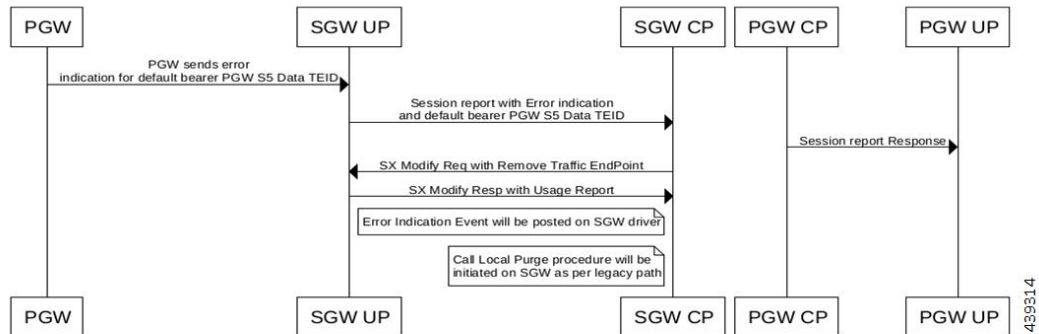 PGW
SGW UP
SGW CP
PGW CP
PGW UP
PGW sends error
indication for default bearer PGW S5 Data TEID
Session report with Error indication
and default bearer PGW S5 Data TEID
Session report Response
SX Modify Req with Remove Traffic EndPoint
SX Modify Resp with Usage Report
Error Indication Event will be posted on SGW driver
Call Local Purge procedure will be
initiated on SGW as per legacy path
PGW
SGW UP
SGW CP
PGW CP
PGW UP
439314